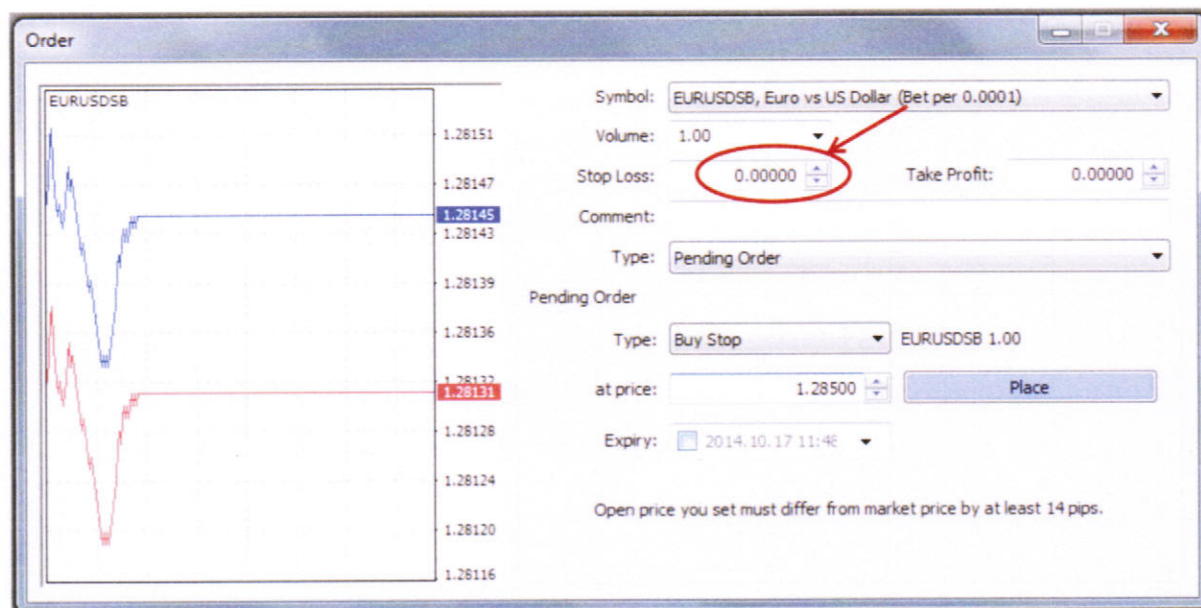 Order
EURUSDSB
1.28151
1.28147
1.28145
1.28143
1.28139
1.28136
1.28132
1.28131
1.28128
1.28124
1.28120
1.28116
Symbol: EURUSDSB, Euro vs US Dollar (Bet per 0.0001)
Volume: 1.00
Stop Loss: 0.00000 Take Profit: 0.00000
Comment:
Type: Pending Order
Pending Order
Type: Buy Stop EURUSDSB 1.00
at price: 1.28500 Place
Expiry: 2014.10.17 11:48
Open price you set must differ from market price by at least 14 pips.